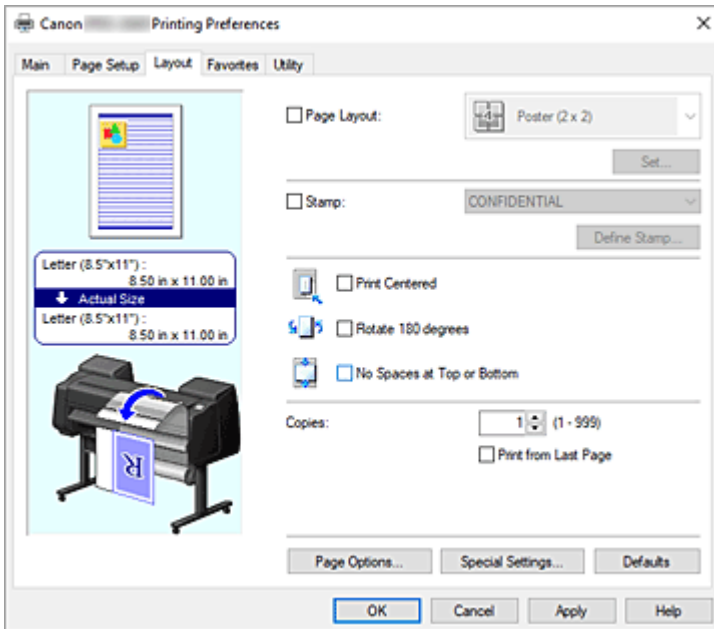 Canon Printing Preferences
Main Page Setup Layout Favorites Utility
Page Layout:
4
Poster (2 x 2)
Set...
Stamp:
CONFIDENTIAL
Define Stamp...
Letter (8.5"x11") :
8.50 in x 11.00 in
Actual Size
Letter (8.5"x11") :
8.50 in x 11.00 in
R
Print Centered
Rotate 180 degrees
No Spaces at Top or Bottom
Copies:
1 (1 - 999)
Print from Last Page
Page Options... Special Settings... Defaults
OK Cancel Apply Help